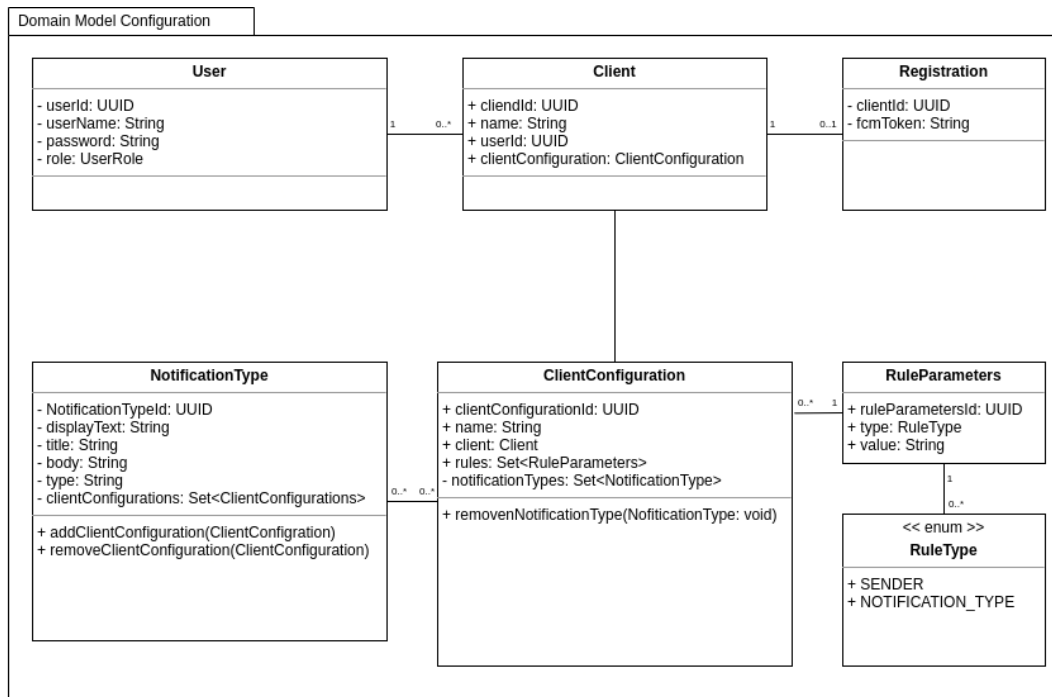 Domain Model Configuration
User
- userId: UUID
- userName: String
- password: String
- role: UserRole
1
0..*
Client
+ cliendId: UUID
+ name: String
+ userId: UUID
+ clientConfiguration: ClientConfiguration
1
0..1
Registration
- clientId: UUID
- fcmToken: String
NotificationType
- NotificationTypeId: UUID
- displayText: String
- title: String
- body: String
- type: String
- clientConfigurations: Set<ClientConfigurations>
+ addClientConfiguration(ClientConfigration)
+ removeClientConfiguration(ClientConfiguration)
0..*
0..*
ClientConfiguration
+ clientConfigurationId: UUID
+ name: String
+ client: Client
+ rules: Set<RuleParameters>
- notificationTypes: Set<NotificationType>
+ removenNotificationType(NofiticationType: void)
0..*
1
RuleParameters
+ ruleParametersId: UUID
+ type: RuleType
+ value: String
1
0..*
<< enum >>
RuleType
+ SENDER
+ NOTIFICATION_TYPE